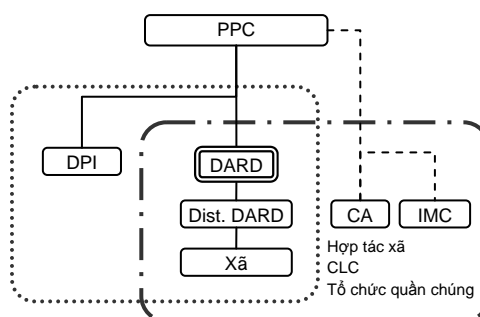 PPC
DPI
DARD
Dist. DARD
CA
IMC
Xã
Hợp tác xã
CLC
Tổ chức quần chúng